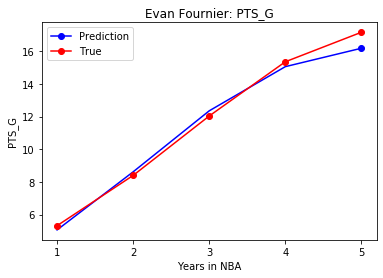 Evan Fournier: PTS_G
Prediction
True
PTS_G
16
14
12
10
8
6
1 2 3 4 5
Years in NBA